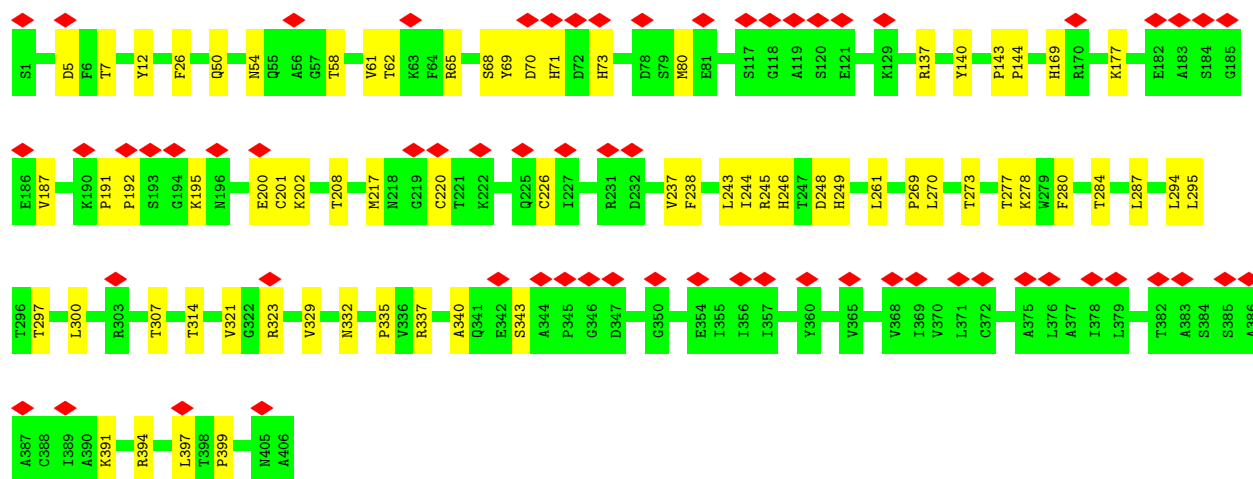 S1 D5 F6 T7 Y12 F26 Q50 N54 Q55 A56 G57 T58 V61 T62 K63 F64 R65 S68 Y69 D70 H71 D72 H73 D78 S79 M80 E81 S117 G118 A119 S120 E121 K129 R137 Y140 P143 P144 H169 R170 K177 E182 A183 S184 G185
E186 V187 K190 P191 P192 S193 G194 K195 N196 E200 C201 K202 T208 M217 N218 G219 C220 T221 K222 Q225 C226 I227 R231 D232 V237 F238 L243 I244 R245 H246 T247 D248 H249 L261 P269 L270 T273 T277 K278 W279 F280 T284 L287 L294 L295
T296 T297 L300 R303 T307 T314 V321 G322 R323 V329 N332 P335 V336 R337 A340 Q341 E342 S343 A344 P345 G346 D347 G350 E354 I355 I356 I357 Y360 V365 V368 I369 V370 L371 C372 A375 L376 A377 I378 L379 T382 A383 S384 S385 A386
A387 C388 I389 A390 K391 R394 L397 T398 P399 N405 A406